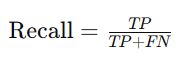 Recall = TP / TP+FN